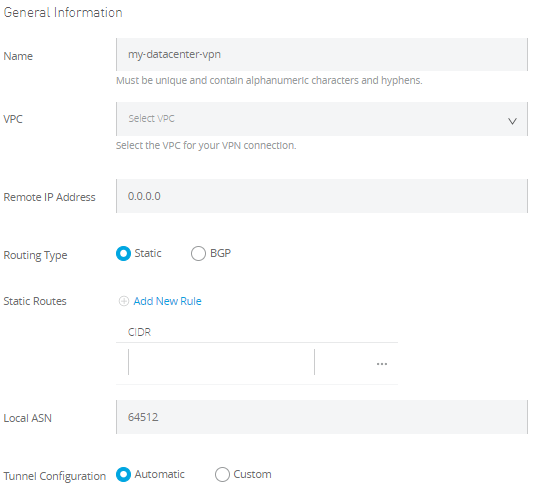 General Information
Name
my-datacenter-vpn
Must be unique and contain alphanumeric characters and hyphens.
VPC
Select VPC
Select the VPC for your VPN connection.
Remote IP Address
0.0.0.0
Routing Type
Static
BGP
Static Routes
Add New Rule
CIDR
...
Local ASN
64512
Tunnel Configuration
Automatic
Custom